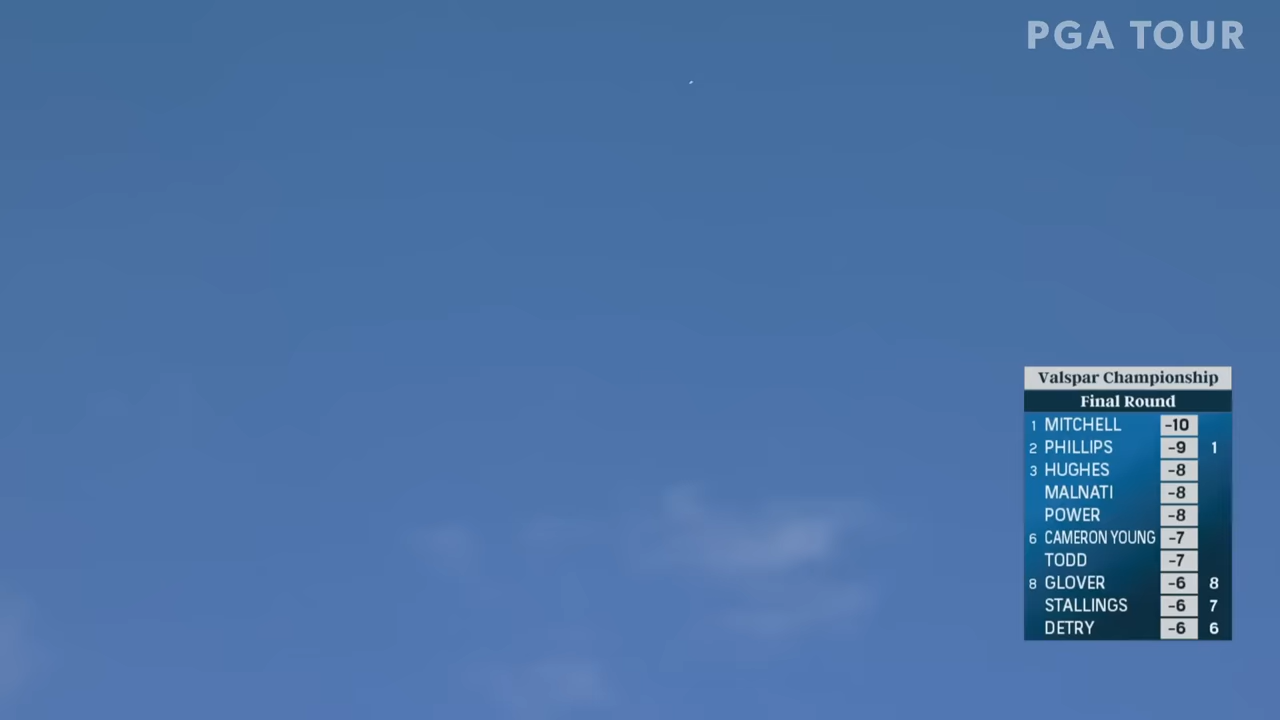 PGA TOUR
Valspar Championship
Final Round
1 MITCHELL -10
2 PHILLIPS -9 1
3 HUGHES -8
MALNATI -8
POWER -8
6 CAMERON YOUNG -7
TODD -7
8 GLOVER -6 8
STALLINGS -6 7
DETRY -6 6